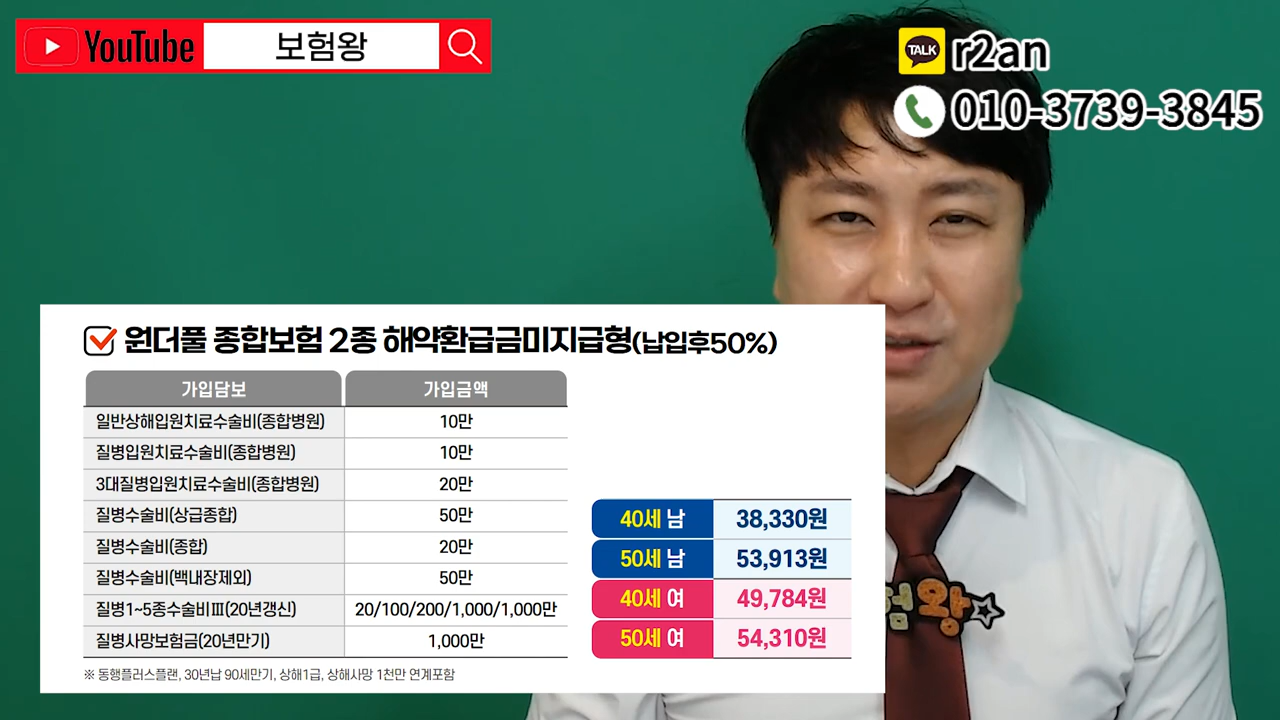 YouTube 보험왕
TALK r2an
010-3739-3845
원더풀 종합보험 2종 해약환급금미지급형(납입후50%)
가입담보 가입금액
일반상해입원치료수술비(종합병원) 10만
질병입원치료수술비(종합병원) 10만
3대질병입원치료수술비(종합병원) 20만
질병수술비(상급종합) 50만
질병수술비(종합) 20만
질병수술비(백내장제외) 50만
질병1~5종수술비Ⅲ(20년갱신) 20/100/200/1,000/1,000만
질병사망보험금(20년만기) 1,000만
40세 남 38,330원
50세 남 53,913원
40세 여 49,784원
50세 여 54,310원
※ 동행플러스플랜, 30년납 90세만기, 상해1급, 상해사망 1천만 연계포함
험왕